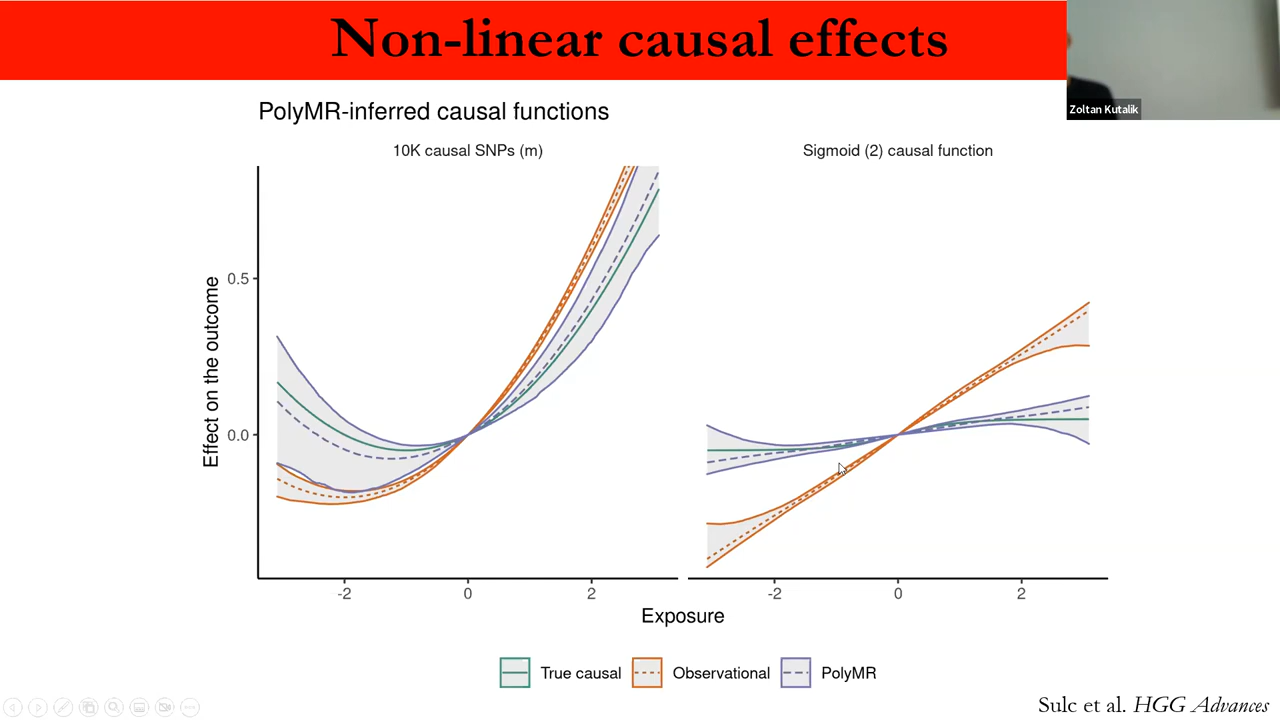 Non-linear causal effects
Zoltan Kutalik
PolyMR-inferred causal functions
10K causal SNPs (m)
Sigmoid (2) causal function
Effect on the outcome
0.5
0.0
-2 0 2
-2 0 2
Exposure
True causal Observational PolyMR
Sulc et al. HGG Advances